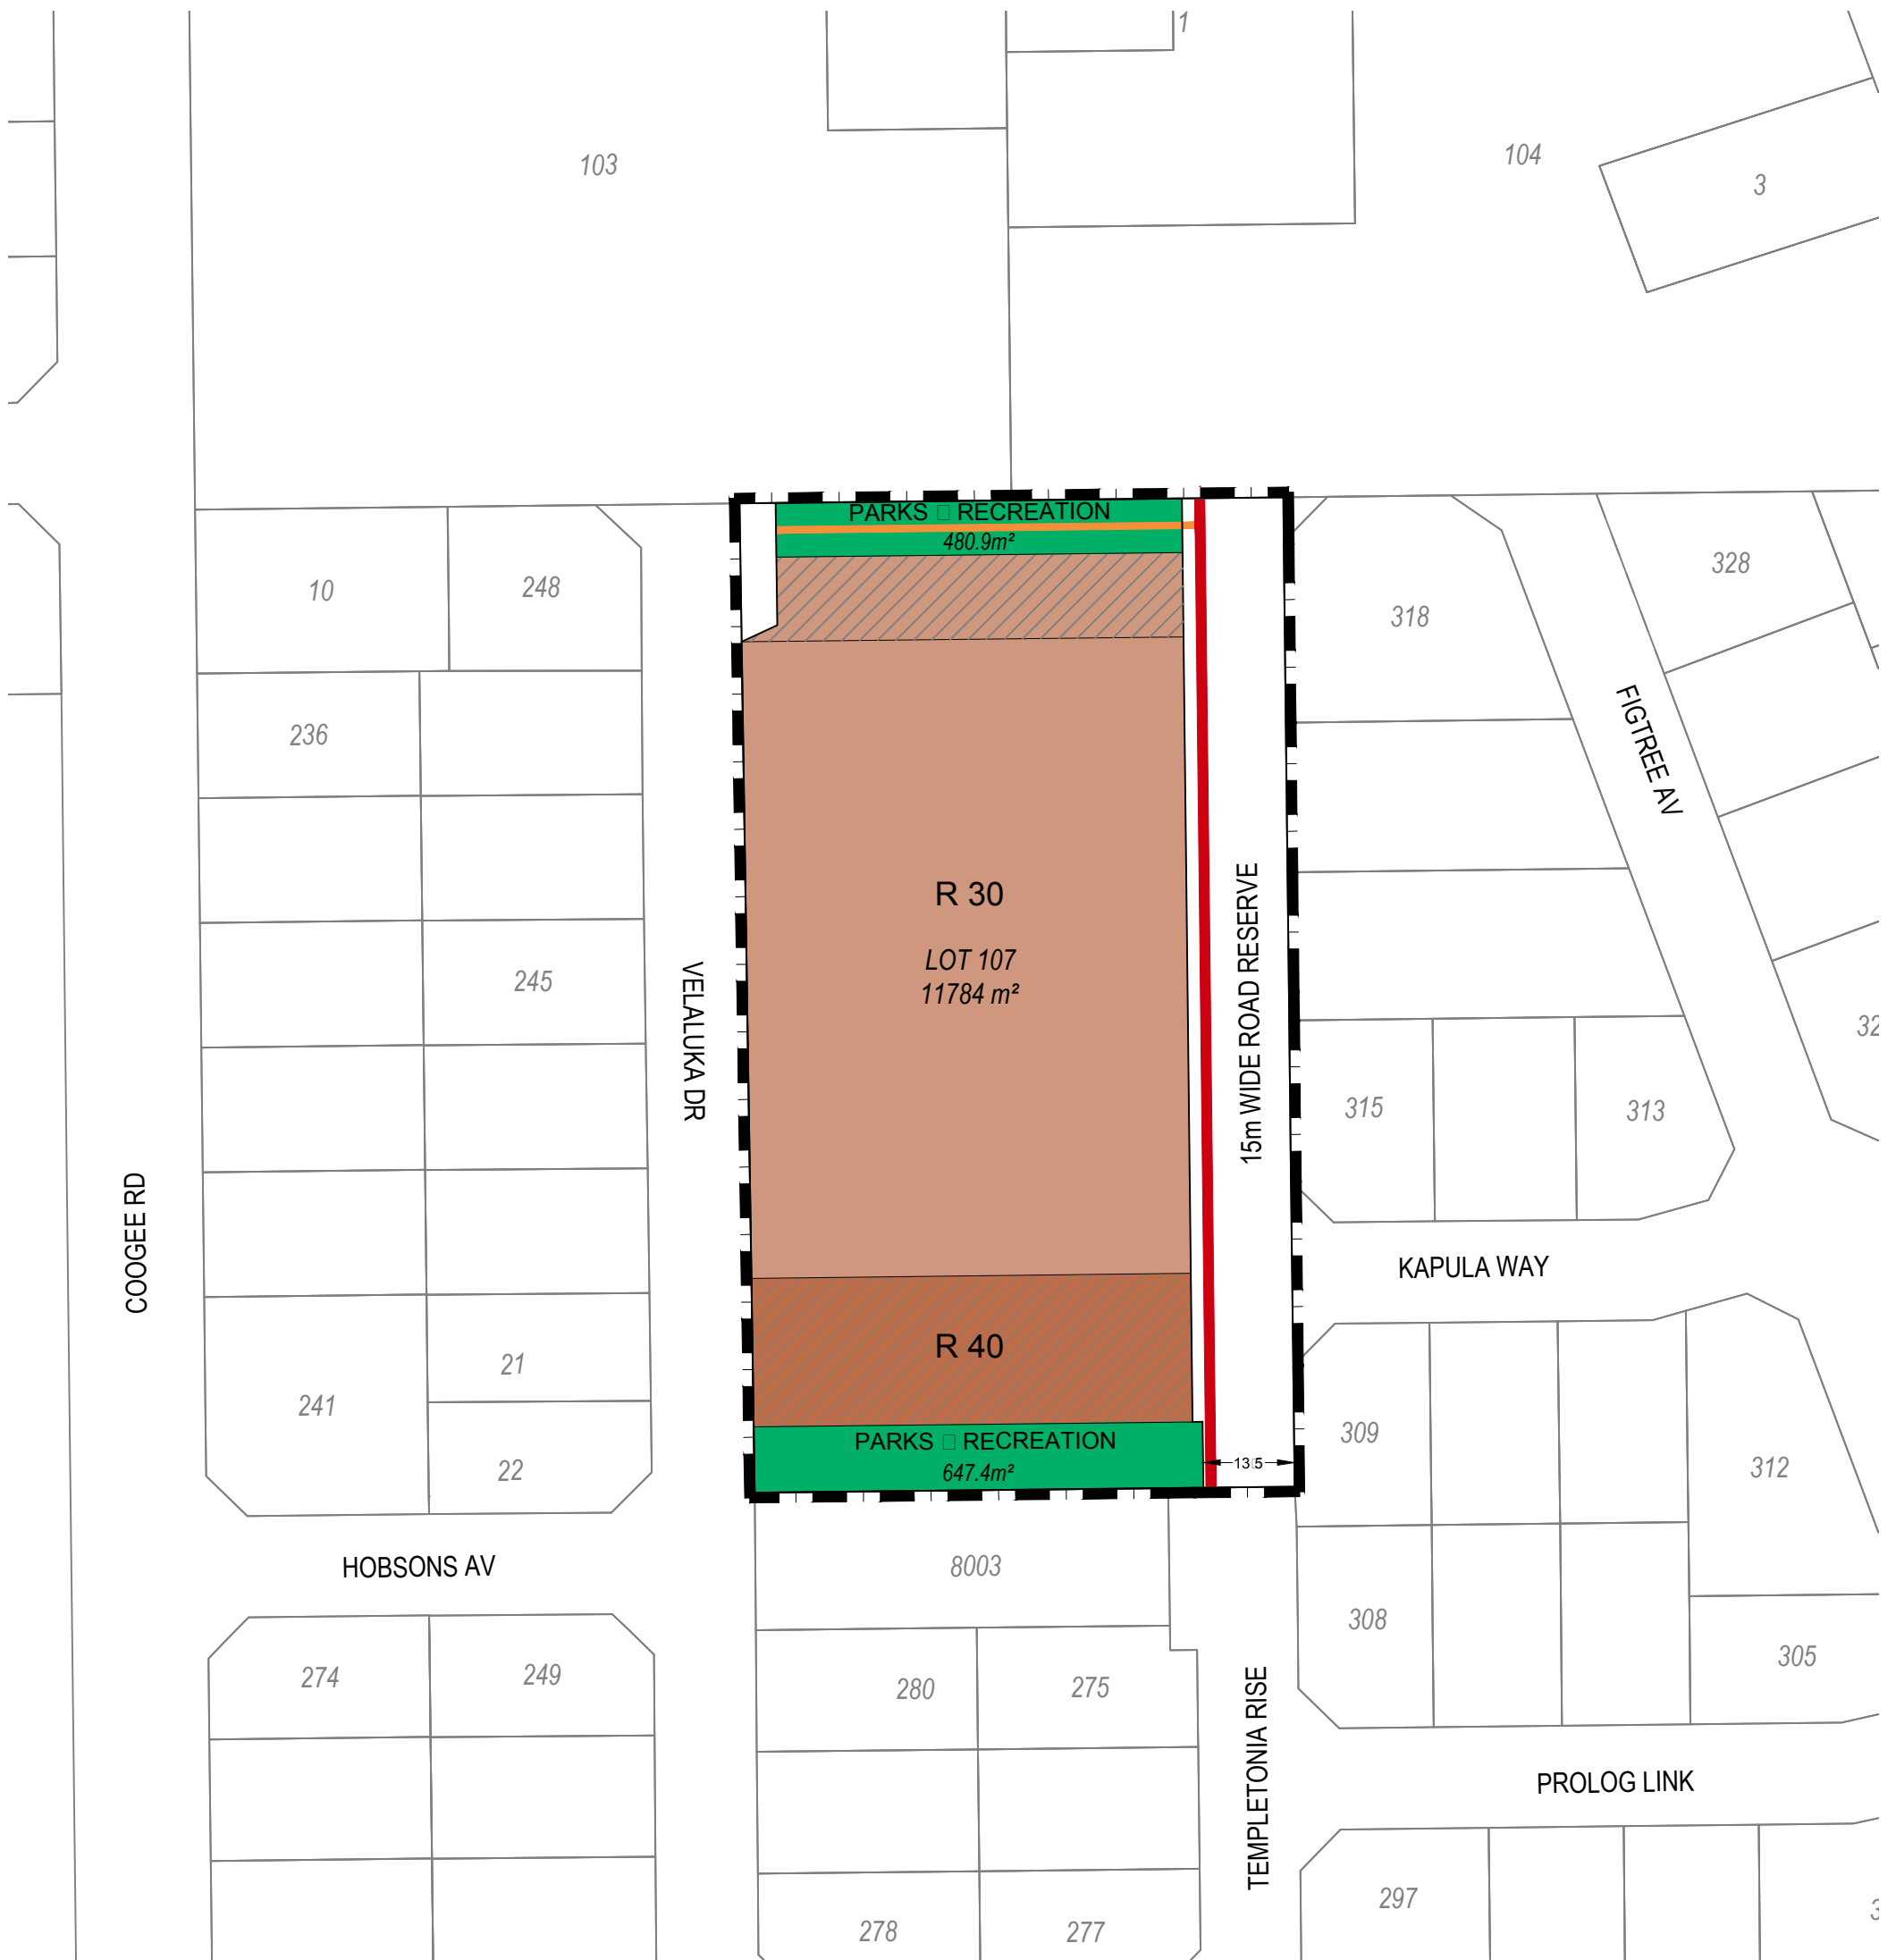 1
103
104
3
PARKS □ RECREATION
480.9m²
10
248
328
318
236
FIGTREE AV
R 30
LOT 107
11784 m²
245
VELALUKA DR
15m WIDE ROAD RESERVE
315
313
COOGEE RD
KAPULA WAY
R 40
21
241
22
309
312
PARKS □ RECREATION
647.4m²
13.5
HOBSONS AV
8003
308
305
274
249
280
275
TEMPLETONIA RISE
PROLOG LINK
278
277
297